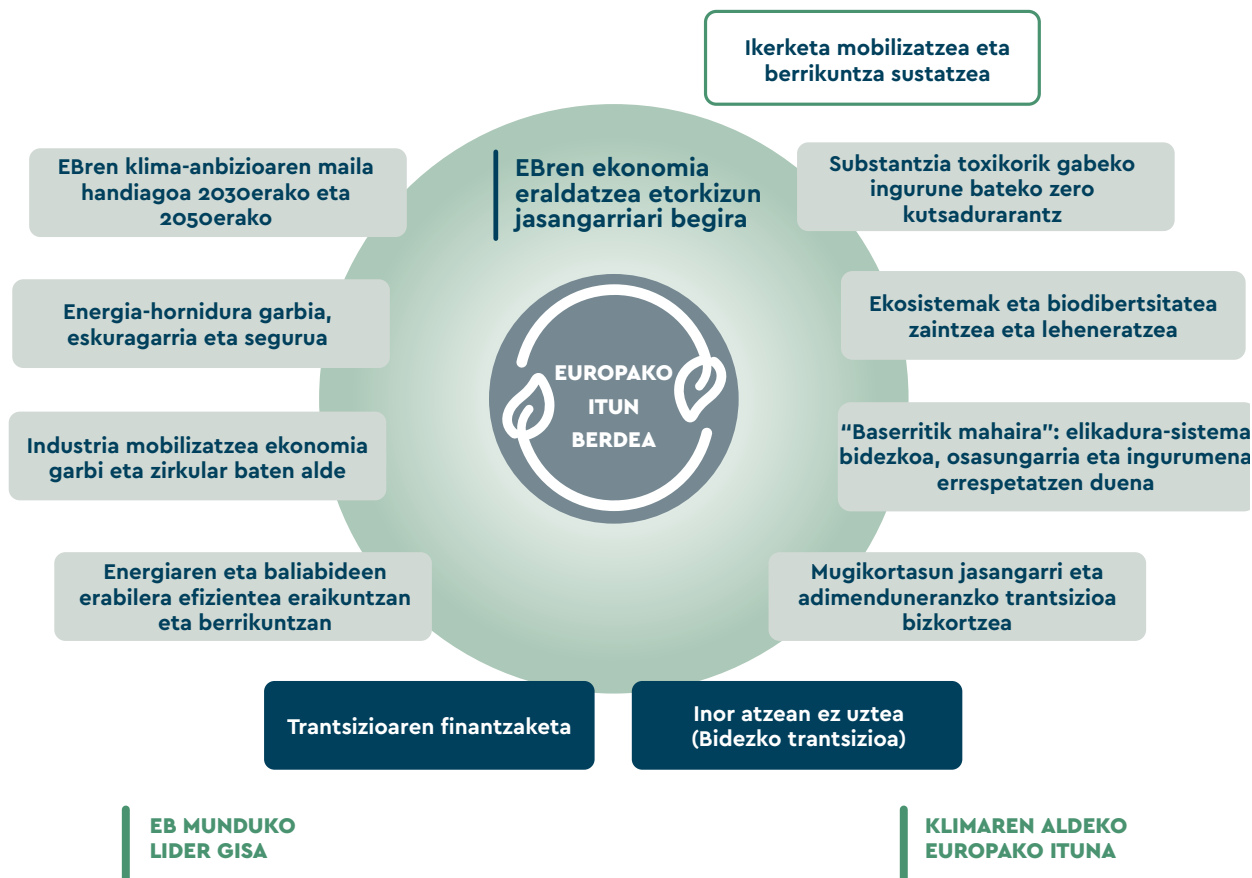 Ikerketa mobilizatzea eta
berrikuntza sustatzea
EBren klima-anbizioaren maila
handiagoa 2030erako eta
2050erako
EBren ekonomia
eraldatzea etorkizun
jasangarriari begira
Substantzia toxikorik gabeko
ingurune bateko zero
kutsadurarantz
Energia-hornidura garbia,
eskuragarria eta segurua
Ekosistemak eta biodibertsitatea
zaintzea eta leheneratzea
EUROPAKO
ITUN
BERDEA
Industria mobilizatzea ekonomia
garbi eta zirkular baten alde
“Baserritik mahaira”: elikadura-sistema
bidezkoa, osasungarria eta ingurumena
errespetatzen duena
Energiaren eta baliabideen
erabilera efizientea eraikuntzan
eta berrikuntzan
Mugikortasun jasangarri eta
adimenduneranzko trantsizioa
bizkortzea
Trantsizioaren finantzaketa
Inor atzean ez uztea
(Bidezko trantsizioa)
EB MUNDUKO
LIDER GISA
KLIMAREN ALDEKO
EUROPAKO ITUNA